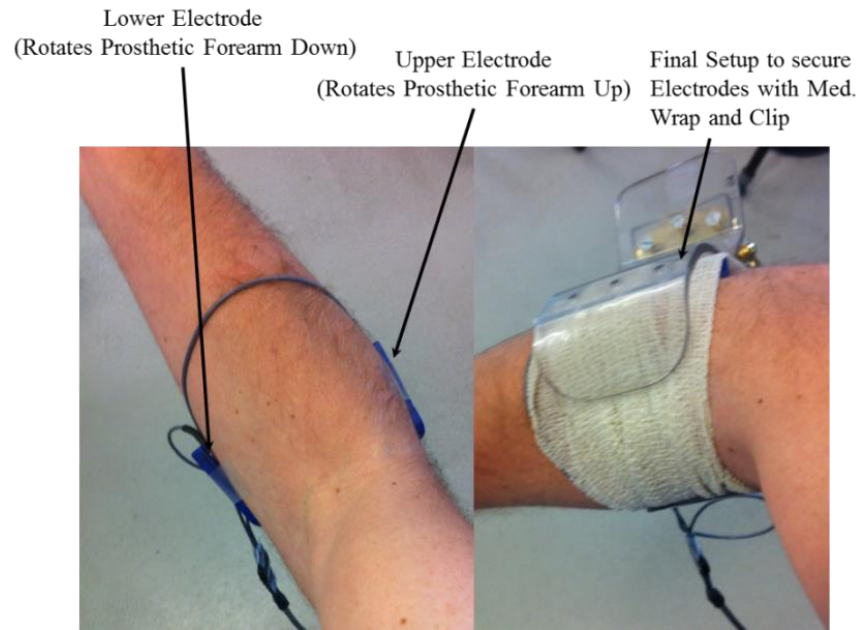 Lower Electrode
(Rotates Prosthetic Forearm Down)
Upper Electrode
(Rotates Prosthetic Forearm Up)
Final Setup to secure
Electrodes with Med.
Wrap and Clip